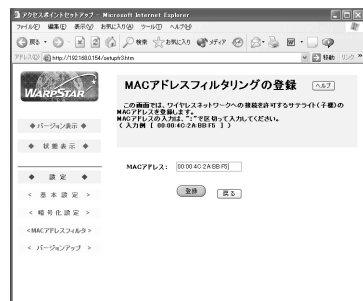 アクセスポイントセットアップ - Microsoft Internet Explorer
ファイル(F) 編集(E) 表示(V) お気に入り(A) ツール(T) ヘルプ(H)
戻る 検索 お気に入り メディア
アドレス(D) http://192.168.0.154/setupfr3.htm 移動 リンク »
WARPSTAR
MACアドレスフィルタリングの登録 ヘルプ
この画面では、ワイヤレスネットワークへの接続を許可するサテライト(子機)の
MACアドレスを登録します。
MACアドレスの入力は、":"で区切って入力してください。
( 入力例 [ 00:00:4C:2A:BB:F5 ] )
◆ バージョン表示 ◆
◆ 状態表示 ◆
MACアドレス: 00:00:4C:2A:BB:F5
登録 戻る
◆ 設定 ◆
< 基本設定 >
< 暗号化設定 >
<MACアドレスフィルタ>
< バージョンアップ >